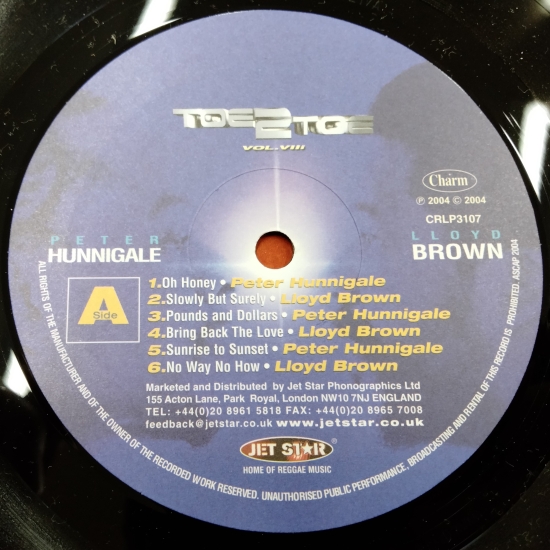 TOE2TOE
VOL.VIII
Charm
℗ 2004 © 2004
CRLP3107
PETER
HUNNIGALE
LLOYD
BROWN
A
Side
1.Oh Honey • Peter Hunnigale
2.Slowly But Surely • Lloyd Brown
3.Pounds and Dollars • Peter Hunnigale
4.Bring Back The Love • Lloyd Brown
5.Sunrise to Sunset • Peter Hunnigale
6.No Way No How • Lloyd Brown
Marketed and Distributed by Jet Star Phonographics Ltd
155 Acton Lane, Park Royal, London NW10 7NJ ENGLAND
TEL: +44(0)20 8961 5818 FAX: +44(0)20 8965 7008
feedback@jetstar.co.uk www.jetstar.co.uk
JET STAR
®
HOME OF REGGAE MUSIC
ALL RIGHTS OF THE MANUFACTURER AND OF THE OWNER OF THE RECORDED WORK RESERVED. UNAUTHORISED PUBLIC PERFORMANCE, BROADCASTING AND RENTAL OF THIS RECORD IS PROHIBITED. ASCAP 2004